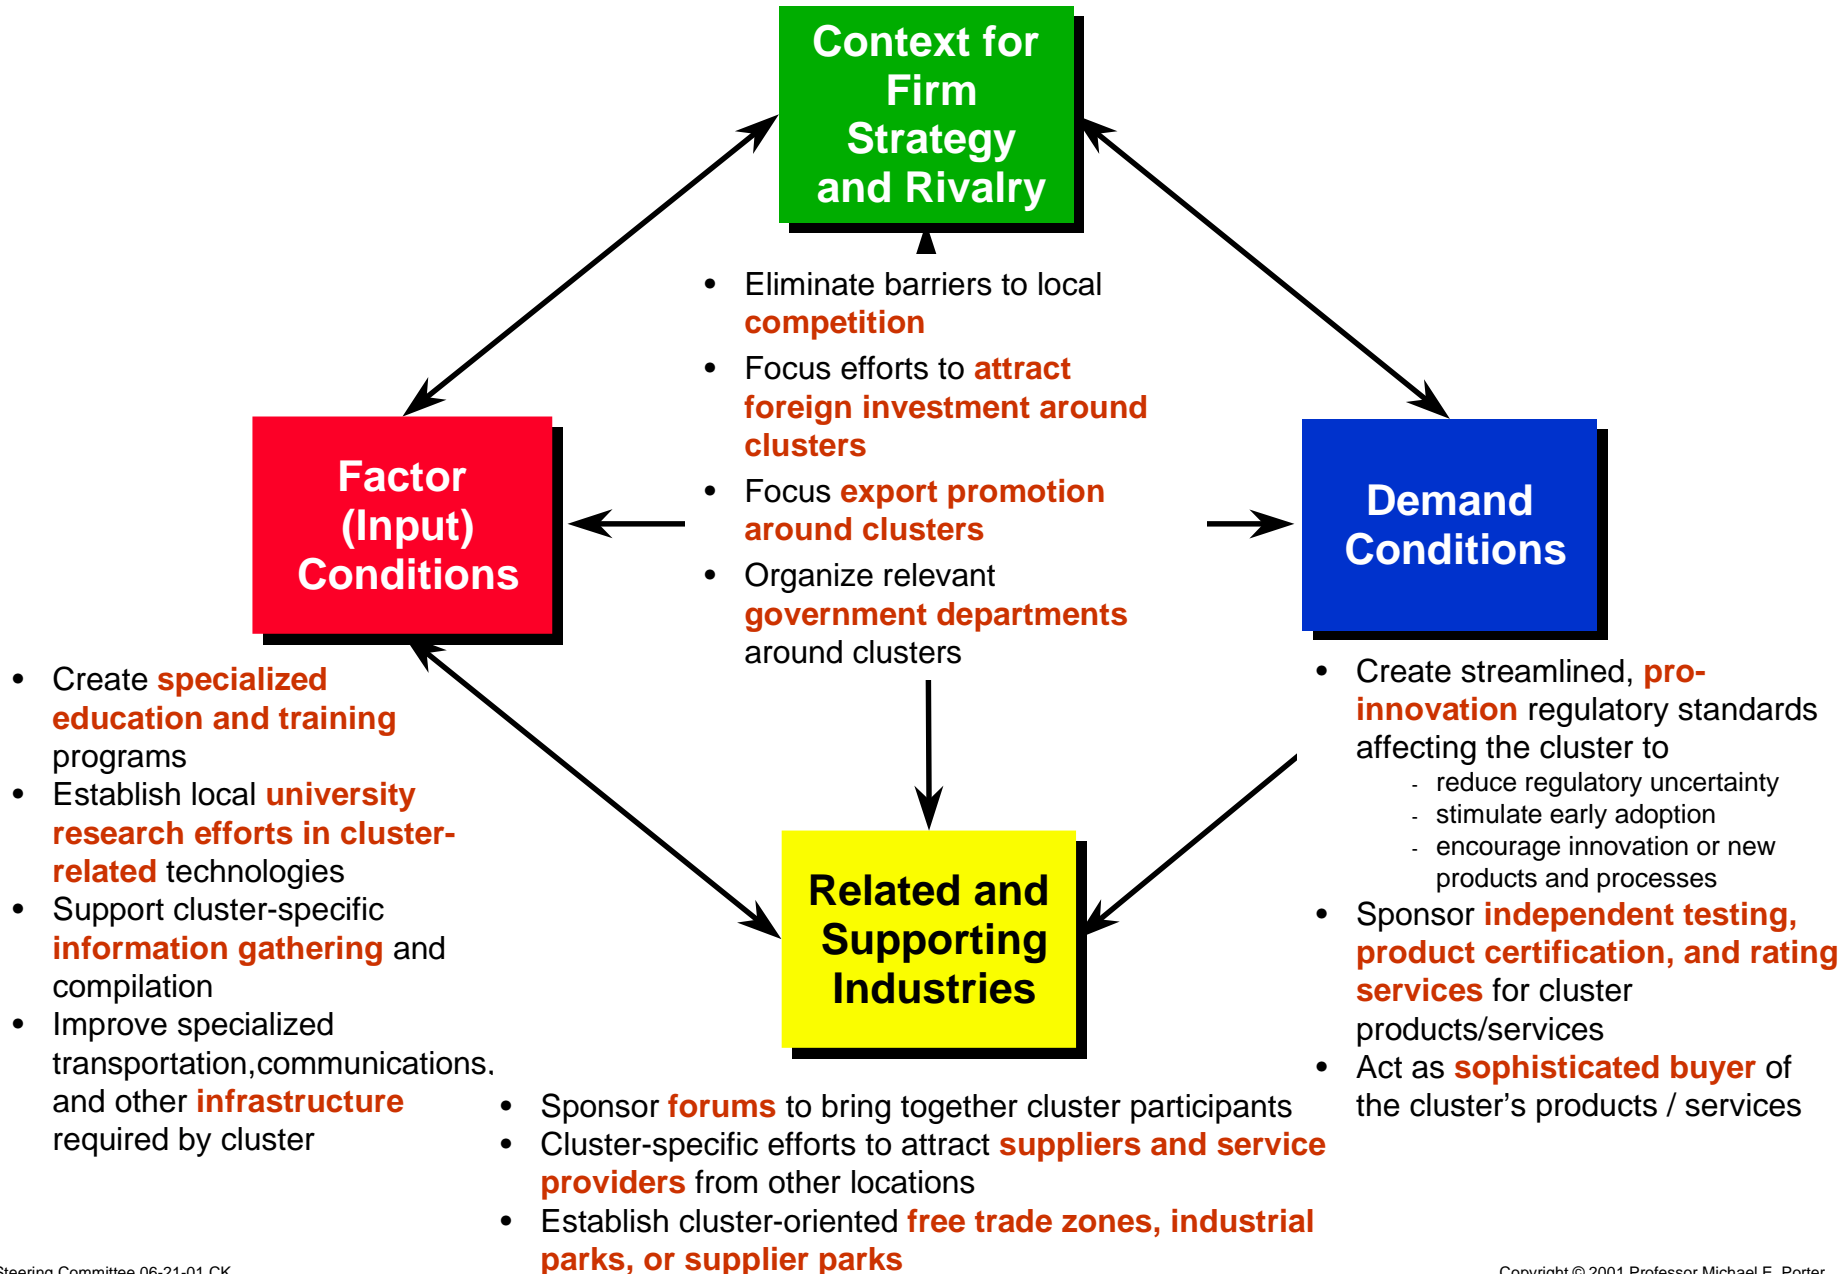 Context for
Firm
Strategy
and Rivalry
• Eliminate barriers to local
competition
• Focus efforts to attract
foreign investment around
clusters
• Focus export promotion
around clusters
• Organize relevant
government departments
around clusters
Factor
(Input)
Conditions
Demand
Conditions
• Create specialized
education and training
programs
• Establish local university
research efforts in cluster-
related technologies
• Support cluster-specific
information gathering and
compilation
• Improve specialized
transportation,communications,
and other infrastructure
required by cluster
Related and
Supporting
Industries
• Create streamlined, pro-
innovation regulatory standards
affecting the cluster to
- reduce regulatory uncertainty
- stimulate early adoption
- encourage innovation or new
products and processes
• Sponsor independent testing,
product certification, and rating
services for cluster
products/services
• Act as sophisticated buyer of
the cluster's products / services
• Sponsor forums to bring together cluster participants
• Cluster-specific efforts to attract suppliers and service
providers from other locations
• Establish cluster-oriented free trade zones, industrial
parks, or supplier parks
Steering Committee 06-21-01 CK
Copyright © 2001 Professor Michael E. Porter